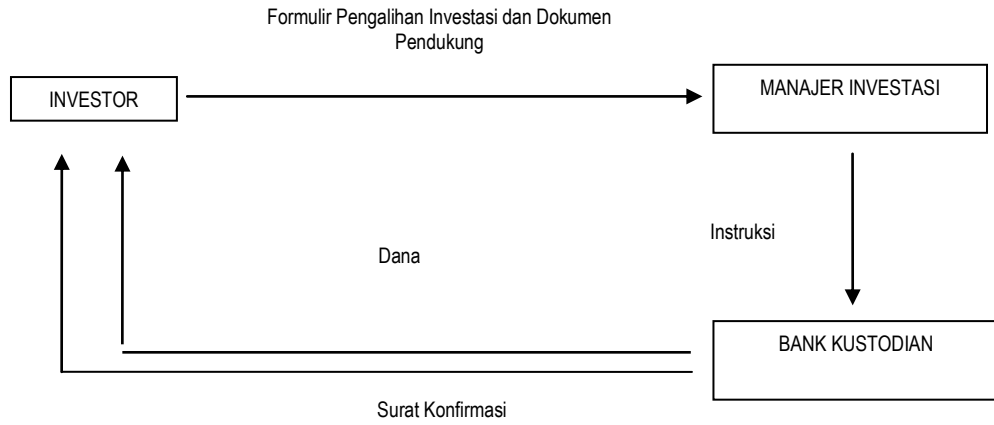 Formulir Pengalihan Investasi dan Dokumen
Pendukung
INVESTOR
MANAJER INVESTASI
Instruksi
Dana
BANK KUSTODIAN
Surat Konfirmasi